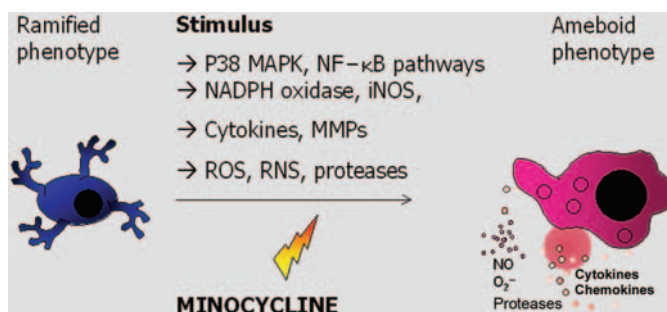 Ramified
phenotype
Stimulus
→ P38 MAPK, NF–κB pathways
→ NADPH oxidase, iNOS,
→ Cytokines, MMPs
→ ROS, RNS, proteases
MINOCYCLINE
Ameboid
phenotype
NO
O₂⁻
Proteases
Cytokines
Chemokines